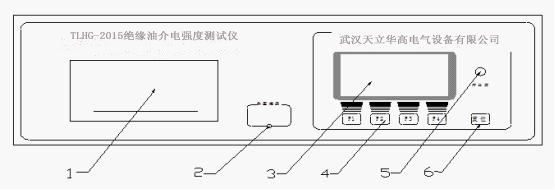 TLHG-2015绝缘油介电强度测试仪
武汉天立华高电气设备有限公司
F1 F2 F3 F4 复位
1 2 3 4 5 6